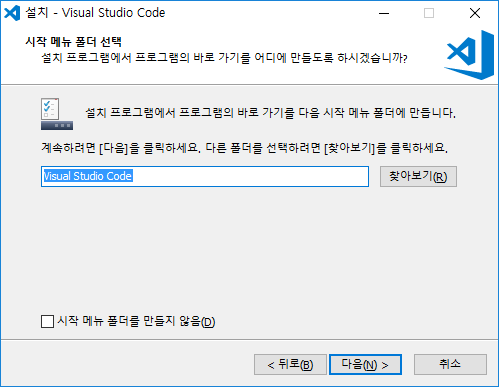 설치 - Visual Studio Code
시작 메뉴 폴더 선택
설치 프로그램에서 프로그램의 바로 가기를 어디에 만들도록 하시겠습니까?
설치 프로그램에서 프로그램의 바로 가기를 다음 시작 메뉴 폴더에 만듭니다.
계속하려면 [다음]을 클릭하세요. 다른 폴더를 선택하려면 [찾아보기]를 클릭하세요.
Visual Studio Code 찾아보기(R)
시작 메뉴 폴더를 만들지 않음(D)
< 뒤로(B) 다음(N) > 취소